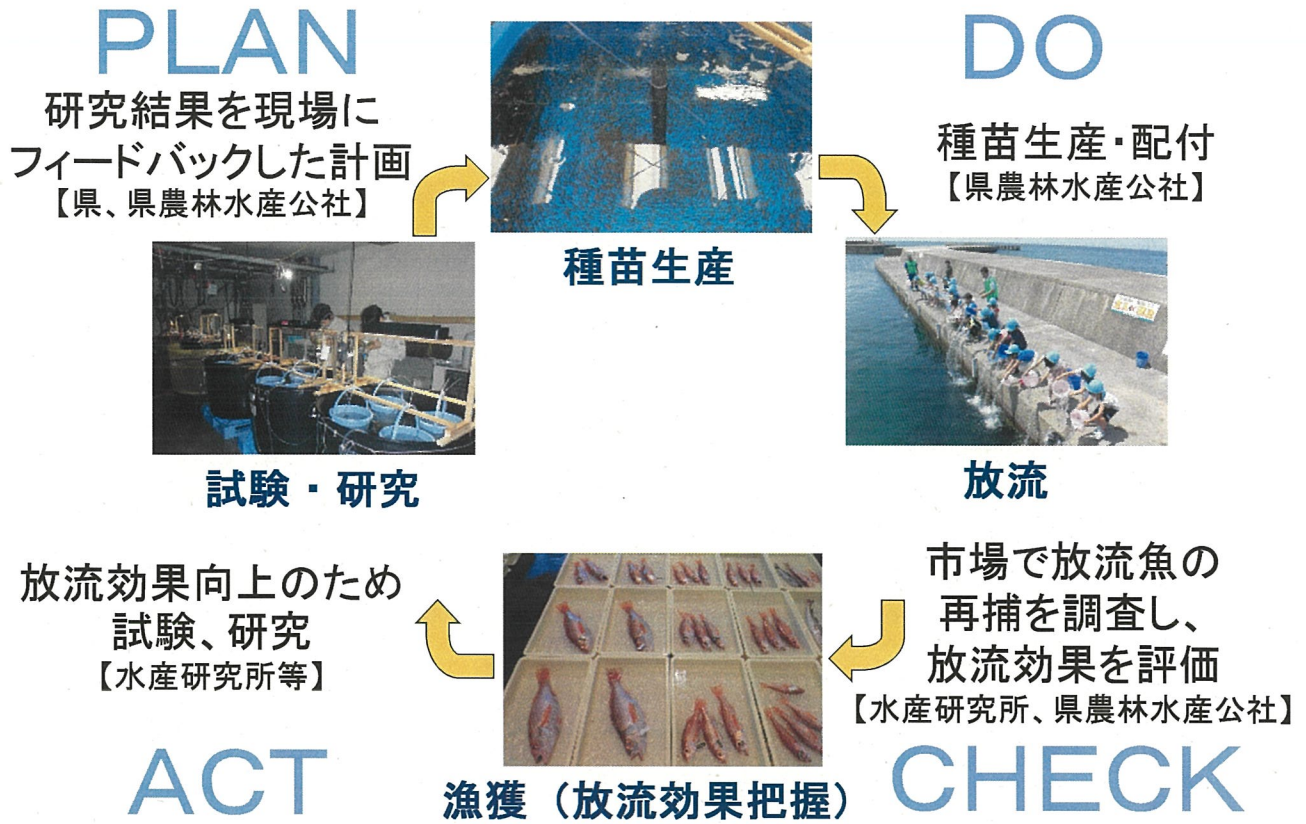 PLAN
研究結果を現場に
フィードバックした計画
【県、県農林水産公社】
DO
種苗生産・配付
【県農林水産公社】
種苗生産
試験・研究
放流
放流効果向上のため
試験、研究
【水産研究所等】
ACT
市場で放流魚の
再捕を調査し、
放流効果を評価
【水産研究所、県農林水産公社】
CHECK
漁獲（放流効果把握）